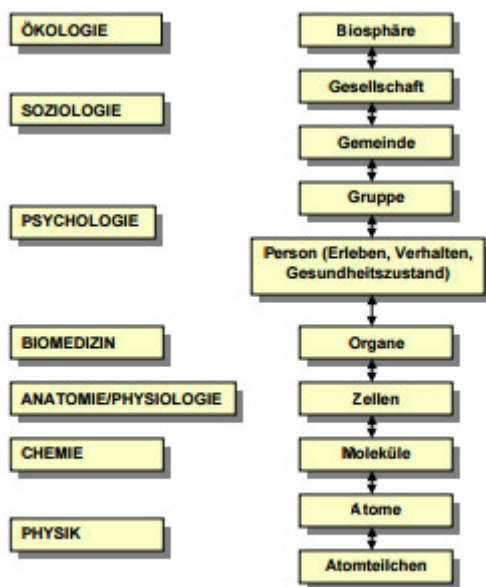 ÖKOLOGIE
Biosphäre
Gesellschaft
SOZIOLOGIE
Gemeinde
Gruppe
PSYCHOLOGIE
Person (Erleben, Verhalten,
Gesundheitszustand)
BIOMEDIZIN
Organe
ANATOMIE/PHYSIOLOGIE
Zellen
CHEMIE
Moleküle
Atome
PHYSIK
Atomteilchen